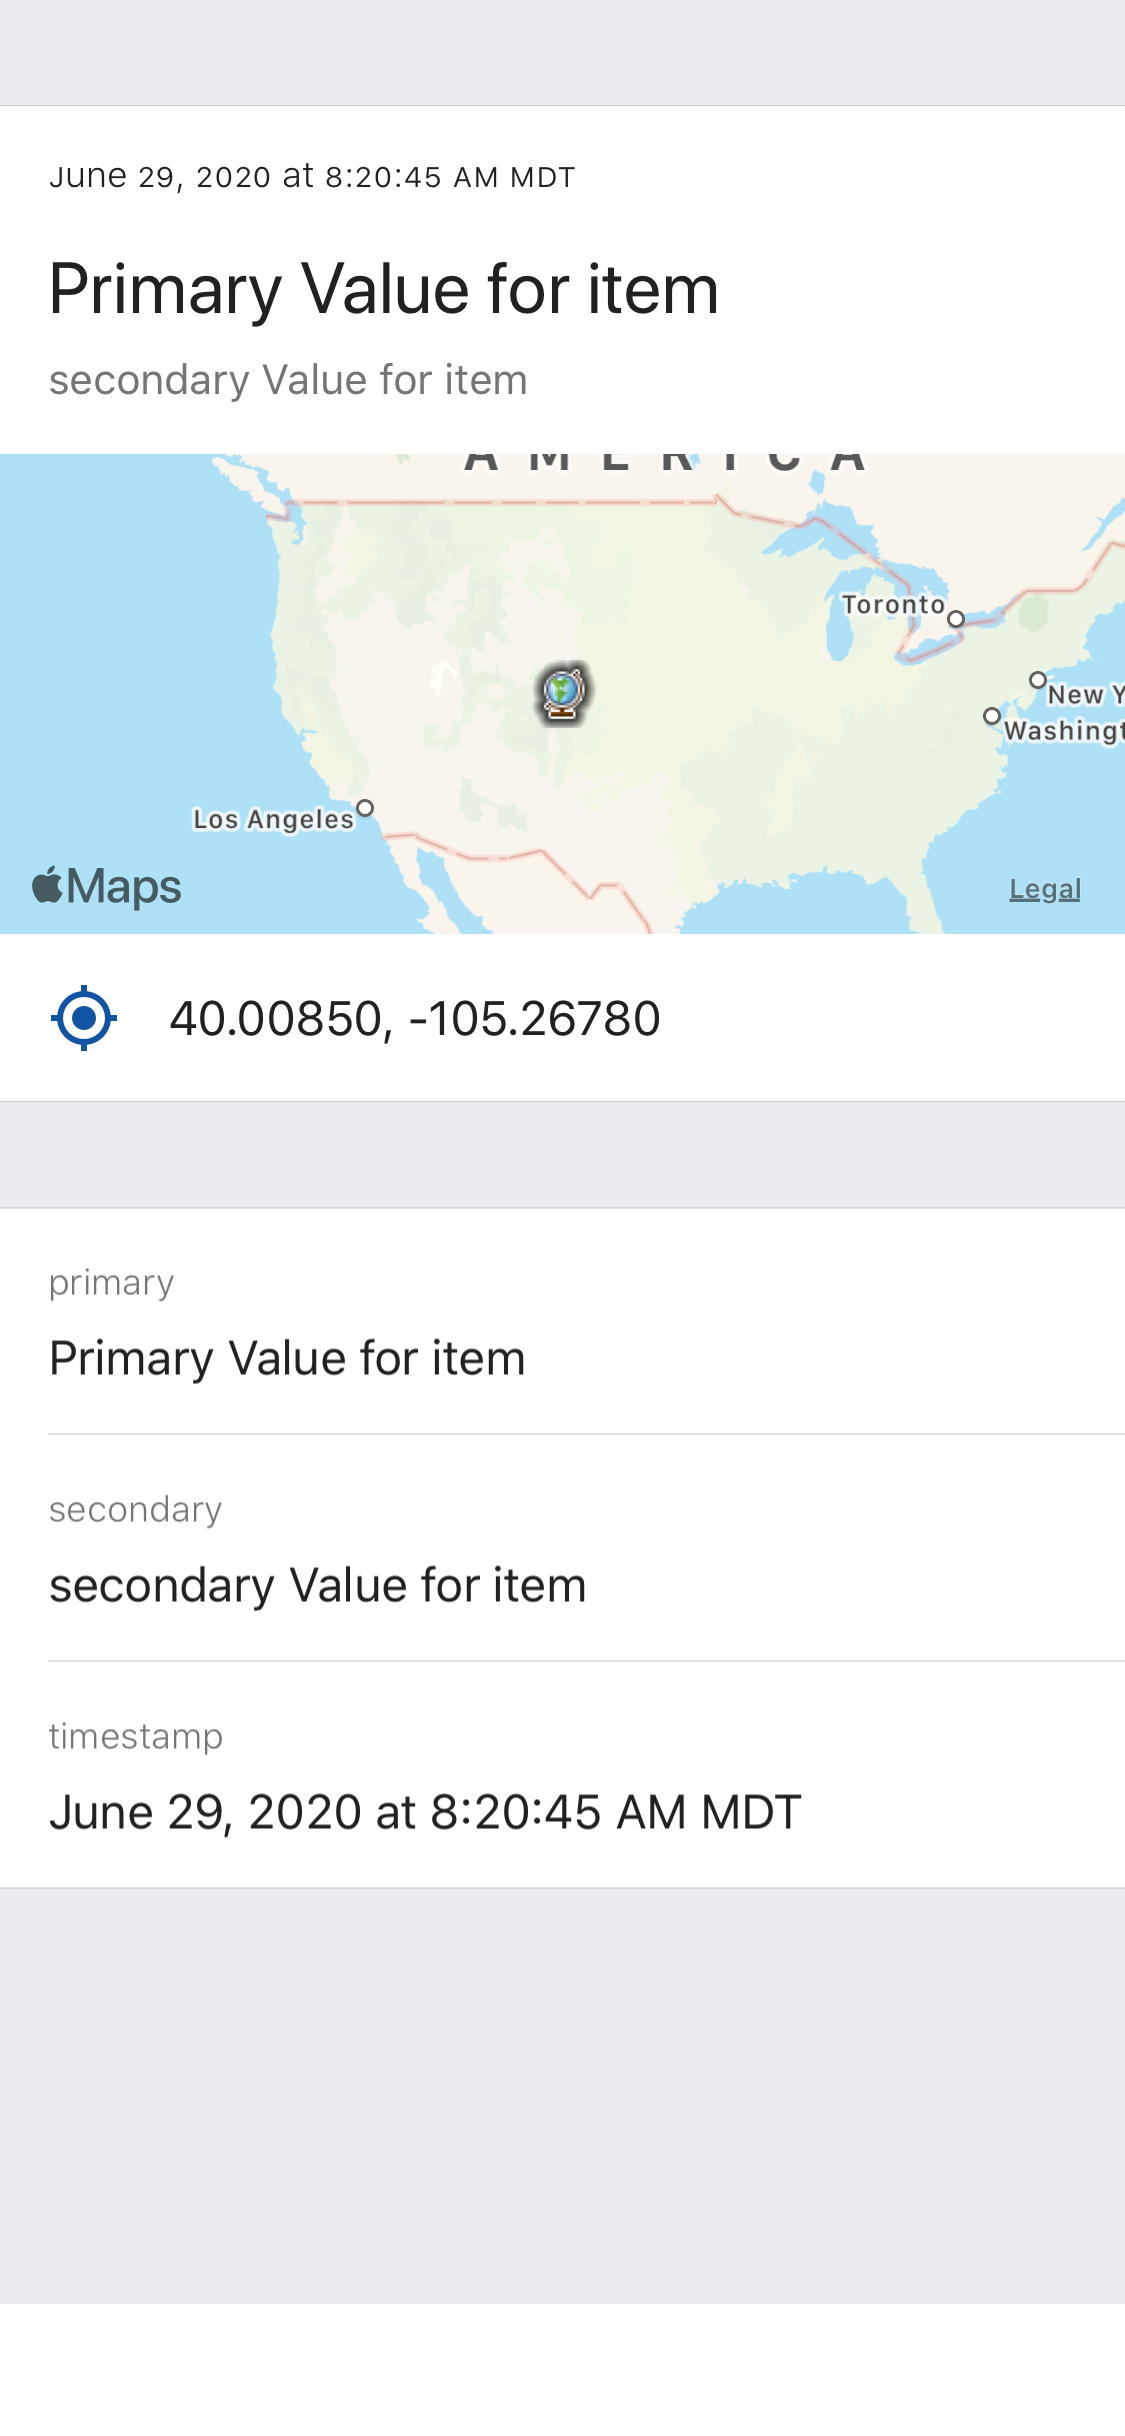 June 29, 2020 at 8:20:45 AM MDT
Primary Value for item
secondary Value for item
AMERICA
Toronto
New Y
Washingt
Los Angeles
Maps
Legal
40.00850, -105.26780
primary
Primary Value for item
secondary
secondary Value for item
timestamp
June 29, 2020 at 8:20:45 AM MDT